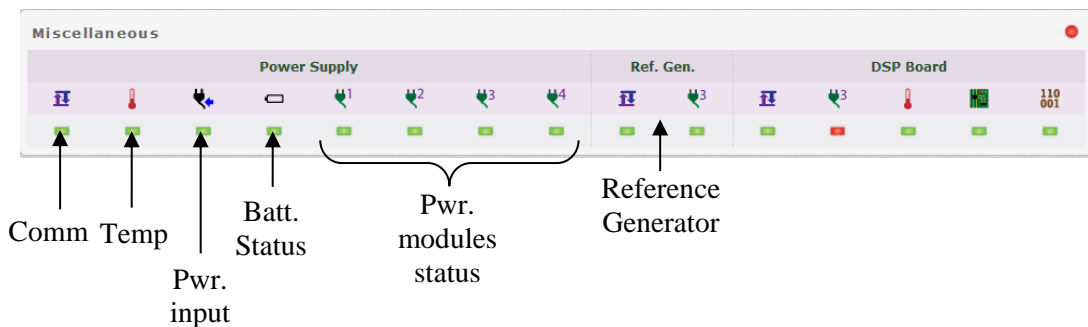 Miscellaneous
Power Supply
Ref. Gen.
DSP Board
1
2
3
4
3
3
110
001
Comm
Temp
Pwr.
input
Batt.
Status
Pwr.
modules
status
Reference
Generator